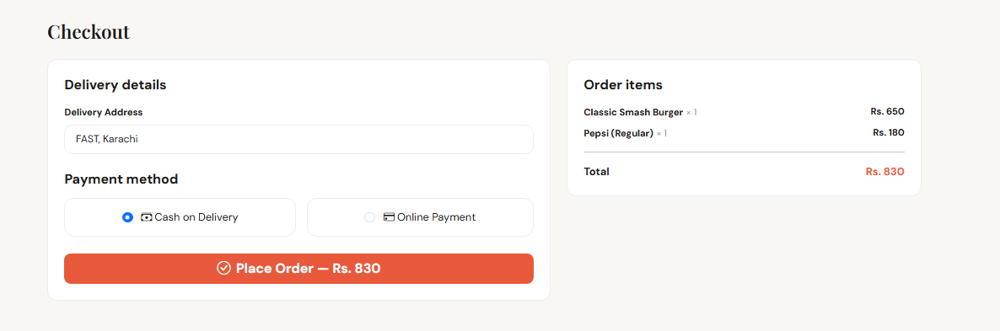 Checkout
Delivery details
Delivery Address
FAST, Karachi
Payment method
Cash on Delivery
Online Payment
Place Order — Rs. 830
Order items
Classic Smash Burger × 1 Rs. 650
Pepsi (Regular) × 1 Rs. 180
Total Rs. 830